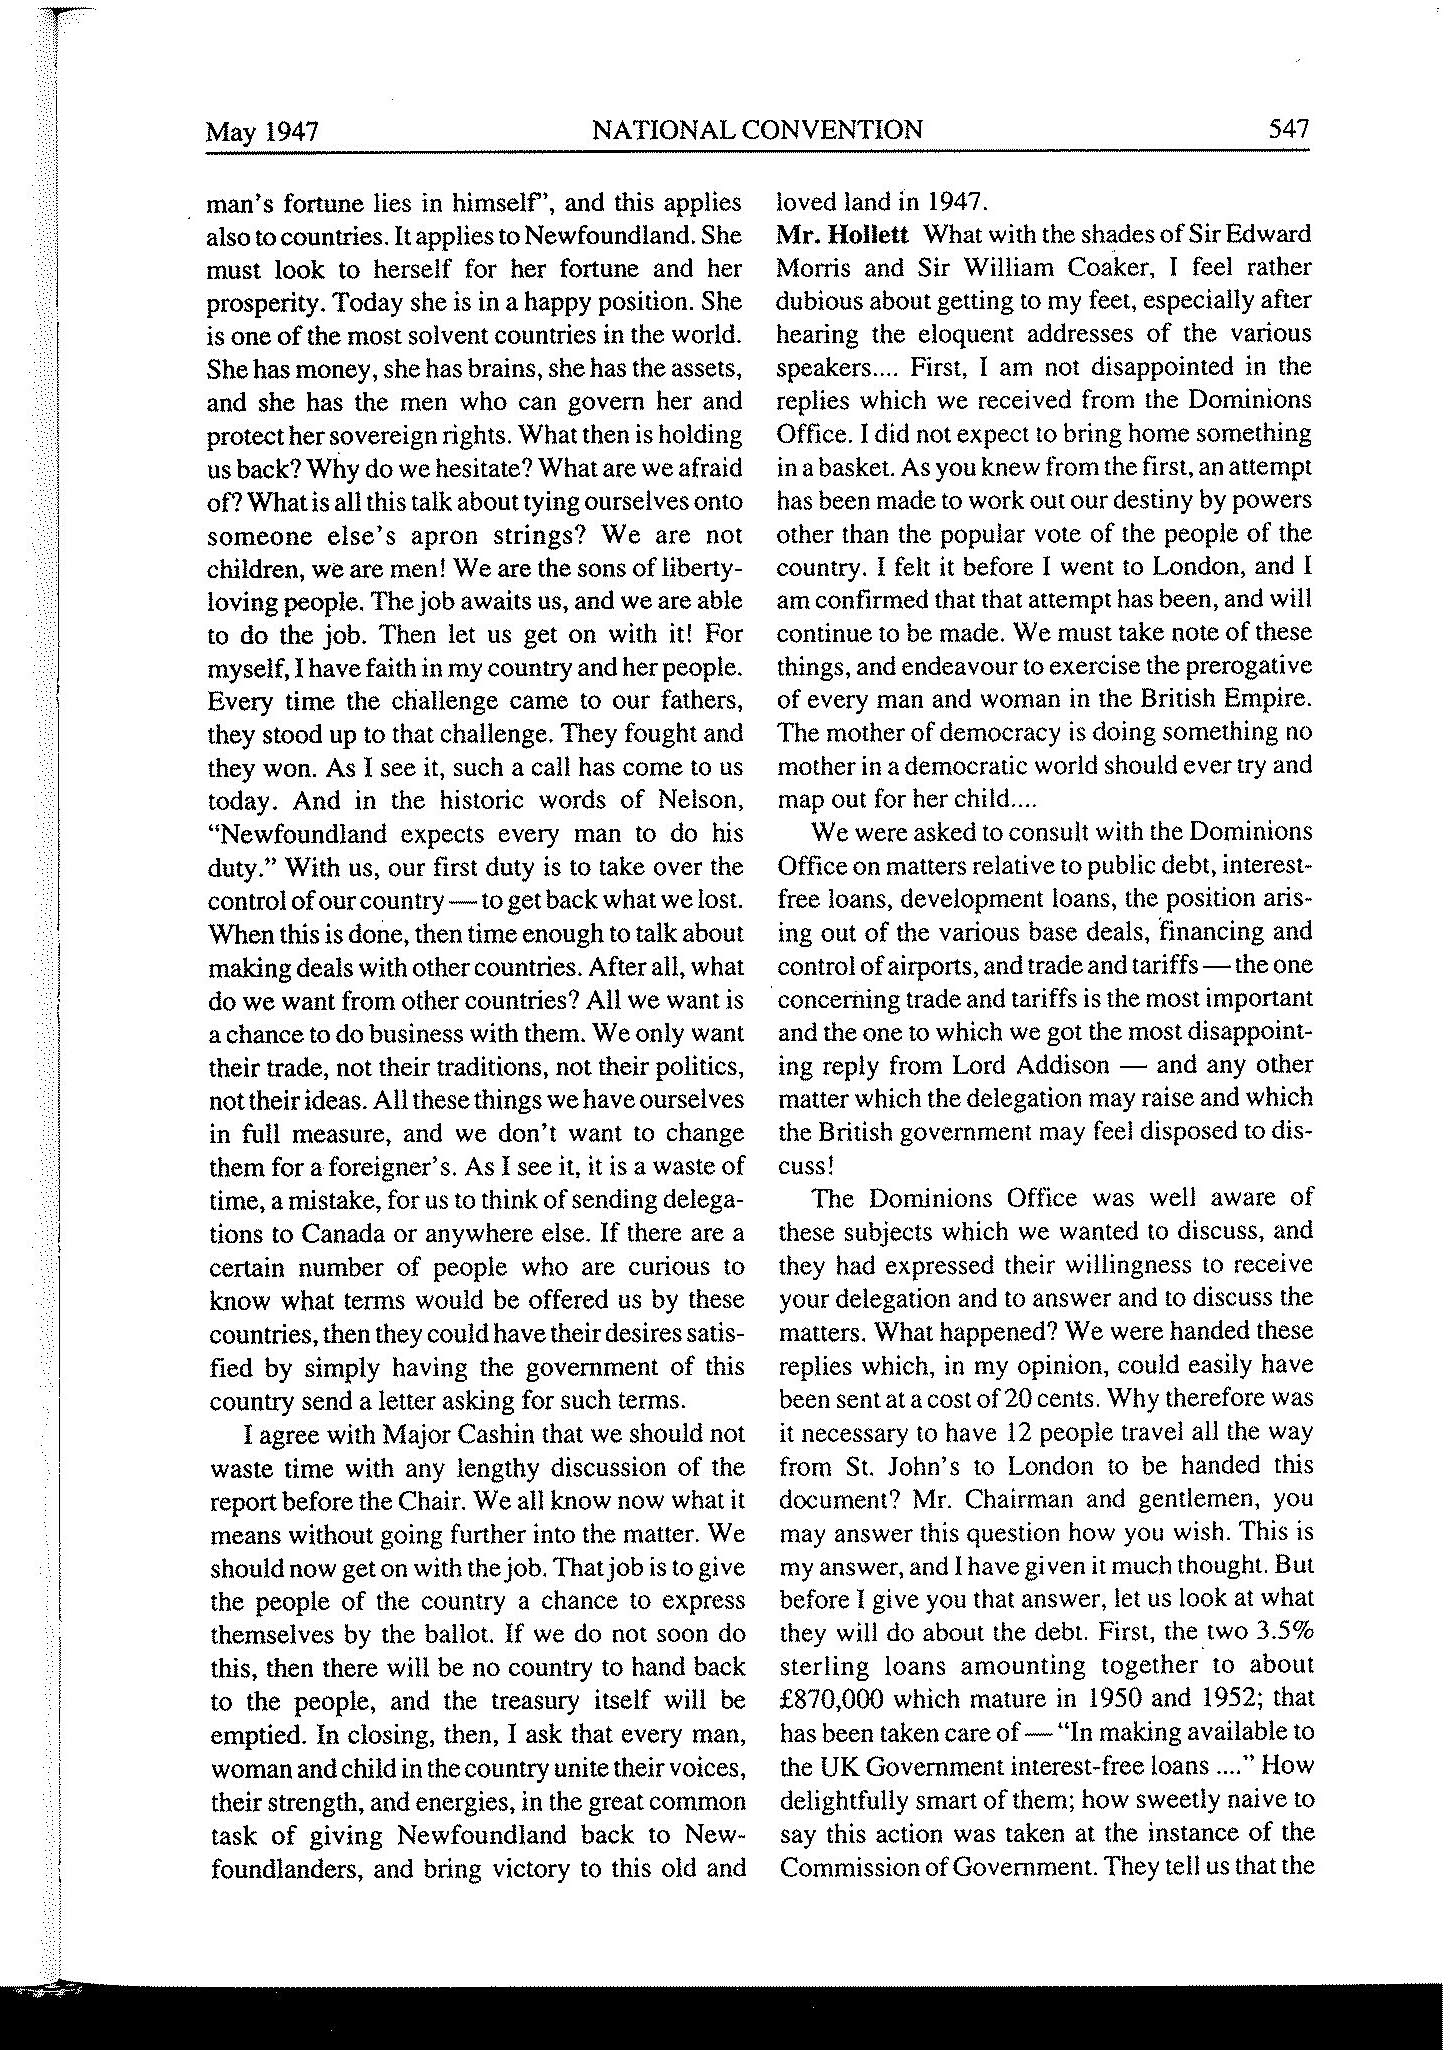 May 1947 NATIONAL CONVENTION 547
man's fortune lies in himself", and this applies
also to countries. It applies to Newfoundland. She
must look to herself for her fortune and her
prosperity. Today she is in a happy position. She
is one of the most solvent countries in the world.
She has money, she has brains, she has the assets,
and she has the men who can govern her and
protect her sovereign rights. What then is holding
us back? Why do we hesitate? What are we afraid
of? What is all this talk about tying ourselves onto
someone else's apron strings? We are not
children, we are men! We are the sons of liberty-
loving people. The job awaits us, and we are able
to do the job. Then let us get on with it! For
myself, I have faith in my country and her people.
Every time the challenge came to our fathers,
they stood up to that challenge. They fought and
they won. As I see it, such a call has come to us
today. And in the historic words of Nelson,
"Newfoundland expects every man to do his
duty." With us, our first duty is to take over the
control of our country — to get back what we lost.
When this is done, then time enough to talk about
making deals with other countries. After all, what
do we want from other countries? All we want is
a chance to do business with them. We only want
their trade, not their traditions, not their politics,
not their ideas. All these things we have ourselves
in full measure, and we don't want to change
them for a foreigner's. As I see it, it is a waste of
time, a mistake, for us to think of sending delega-
tions to Canada or anywhere else. If there are a
certain number of people who are curious to
know what terms would be offered us by these
countries, then they could have their desires satis-
fied by simply having the government of this
country send a letter asking for such terms.
I agree with Major Cashin that we should not
waste time with any lengthy discussion of the
report before the Chair. We all know now what it
means without going further into the matter. We
should now get on with the job. That job is to give
the people of the country a chance to express
themselves by the ballot. If we do not soon do
this, then there will be no country to hand back
to the people, and the treasury itself will be
emptied. In closing, then, I ask that every man,
woman and child in the country unite their voices,
their strength, and energies, in the great common
task of giving Newfoundland back to New-
foundlanders, and bring victory to this old and
loved land in 1947.
Mr. Hollett What with the shades of Sir Edward
Morris and Sir William Coaker, I feel rather
dubious about getting to my feet, especially after
hearing the eloquent addresses of the various
speakers.... First, I am not disappointed in the
replies which we received from the Dominions
Office. I did not expect to bring home something
in a basket. As you knew from the first, an attempt
has been made to work out our destiny by powers
other than the popular vote of the people of the
country. I felt it before I went to London, and I
am confirmed that that attempt has been, and will
continue to be made. We must take note of these
things, and endeavour to exercise the prerogative
of every man and woman in the British Empire.
The mother of democracy is doing something no
mother in a democratic world should ever try and
map out for her child....
We were asked to consult with the Dominions
Office on matters relative to public debt, interest-
free loans, development loans, the position aris-
ing out of the various base deals, financing and
control of airports, and trade and tariffs — the one
concerning trade and tariffs is the most important
and the one to which we got the most disappoint-
ing reply from Lord Addison — and any other
matter which the delegation may raise and which
the British government may feel disposed to dis-
cuss!
The Dominions Office was well aware of
these subjects which we wanted to discuss, and
they had expressed their willingness to receive
your delegation and to answer and to discuss the
matters. What happened? We were handed these
replies which, in my opinion, could easily have
been sent at a cost of 20 cents. Why therefore was
it necessary to have 12 people travel all the way
from St. John's to London to be handed this
document? Mr. Chairman and gentlemen, you
may answer this question how you wish. This is
my answer, and I have given it much thought. But
before I give you that answer, let us look at what
they will do about the debt. First, the two 3.5%
sterling loans amounting together to about
£870,000 which mature in 1950 and 1952; that
has been taken care of — "In making available to
the UK Government interest-free loans ...." How
delightfully smart of them; how sweetly naive to
say this action was taken at the instance of the
Commission of Government. They tell us that the